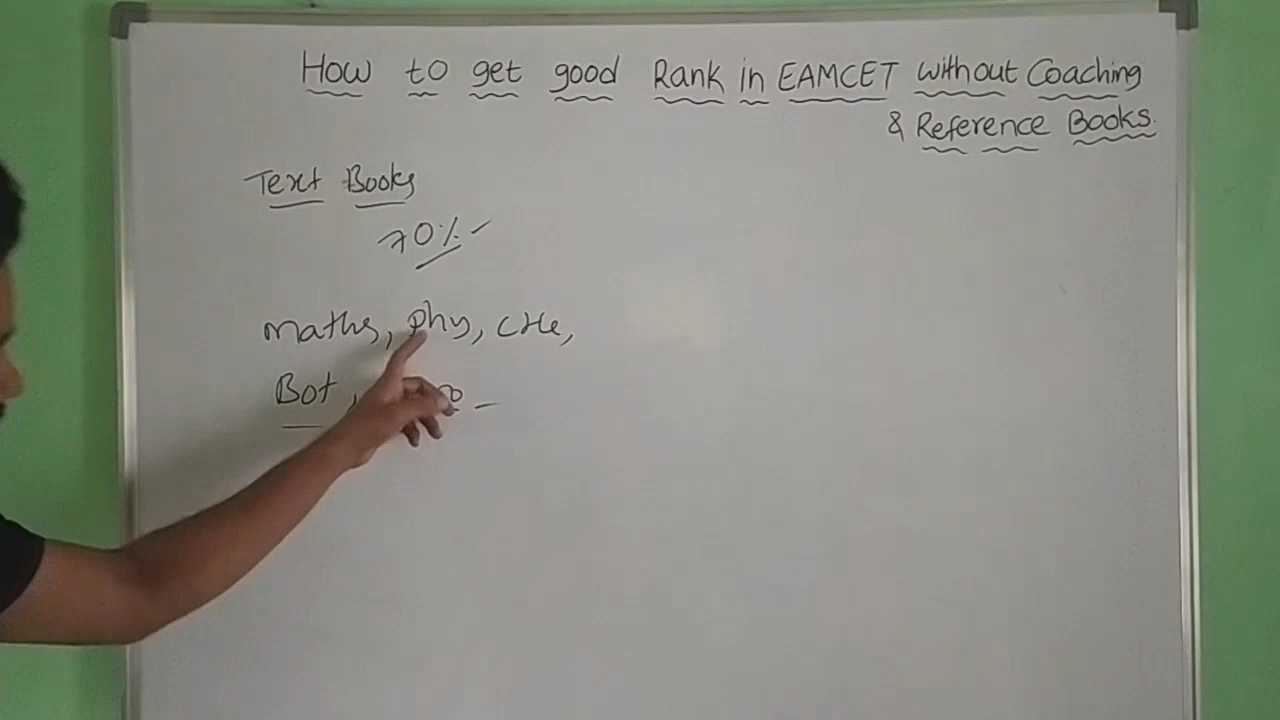 How to get good Rank in EAMCET without Coaching
& Reference Books.
Text Books
70%
maths, phy, CHe,
Bot,